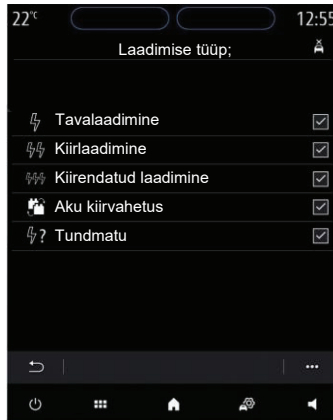 22°C
12:55
Laadimise tüüp;
Tavalaadimine
Kiirlaadimine
Kiirendatud laadimine
Aku kiirvahetus
? Tundmatu